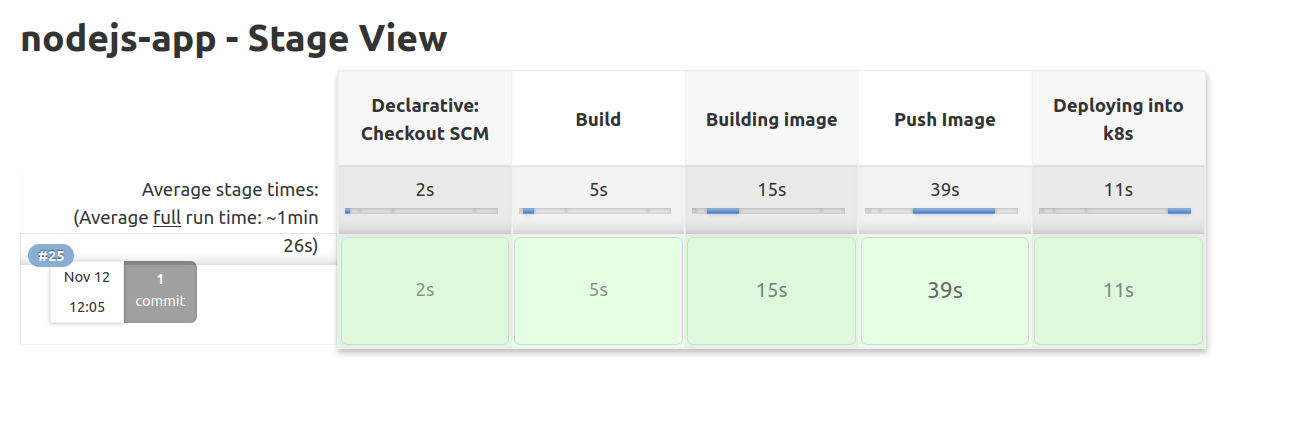 nodejs-app - Stage View
Declarative:
Checkout SCM
Build
Building image
Push Image
Deploying into
k8s
Average stage times:
(Average full run time: ~1min
26s)
2s
5s
15s
39s
11s
#25
Nov 12
12:05
1
commit
2s
5s
15s
39s
11s